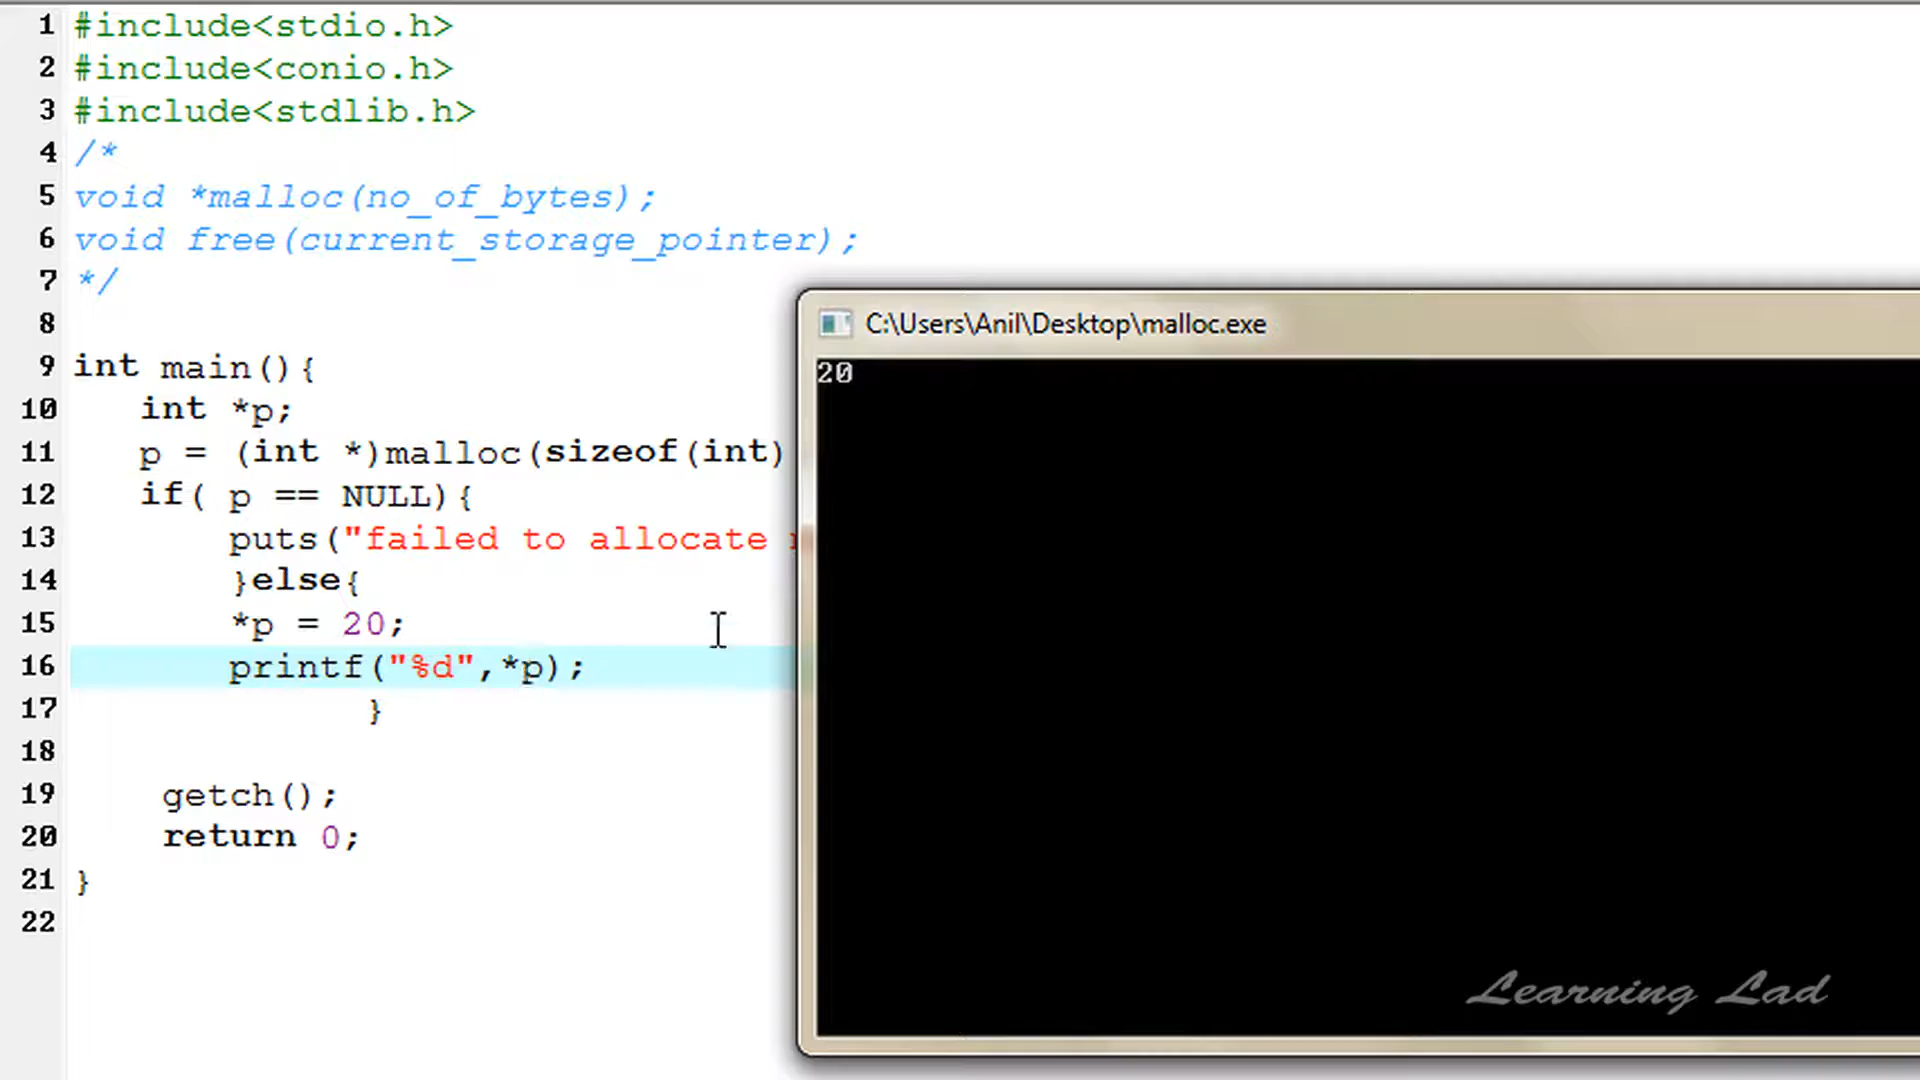 1 #include<stdio.h>
2 #include<conio.h>
3 #include<stdlib.h>
4 /*
5 void *malloc(no_of_bytes);
6 void free(current_storage_pointer);
7 */
8
9 int main(){
10 int *p;
11 p = (int *)malloc(sizeof(int)
12 if( p == NULL){
13 puts("failed to allocate
14 }else{
15 *p = 20;
16 printf("%d",*p);
17 }
18
19 getch();
20 return 0;
21 }
22
C:\Users\Anil\Desktop\malloc.exe
20
Learning Lad